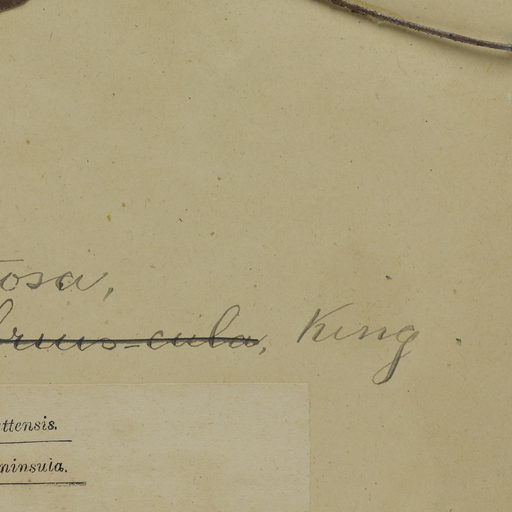 tosa,
King
ttensis.
ninsula.